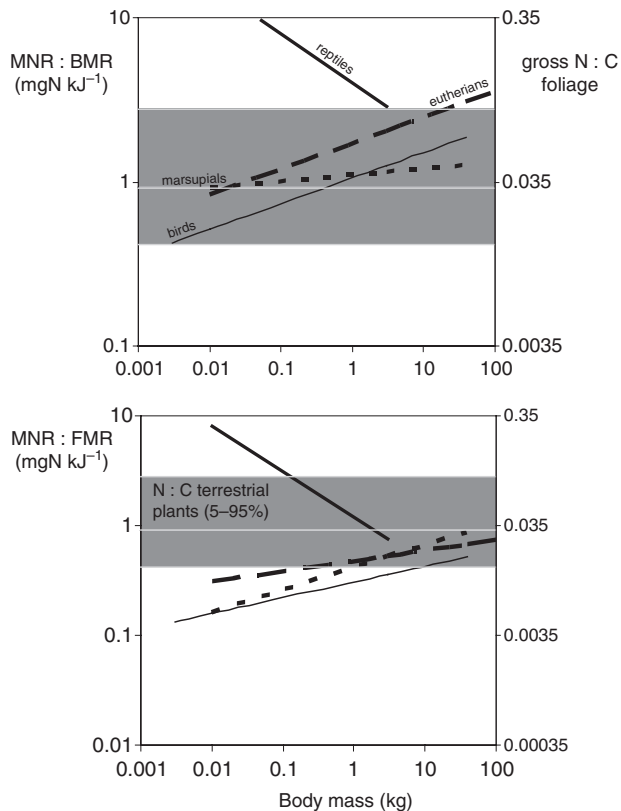 10
0.35
MNR : BMR
(mgN kJ⁻¹)
gross N : C
foliage
reptiles
eutherians
marsupials
birds
1
0.035
0.1
0.0035
0.001
0.01
0.1
1
10
100
10
0.35
MNR : FMR
(mgN kJ⁻¹)
N : C terrestrial
plants (5–95%)
1
0.035
0.1
0.0035
0.01
0.00035
0.001
0.01
0.1
1
10
100
Body mass (kg)